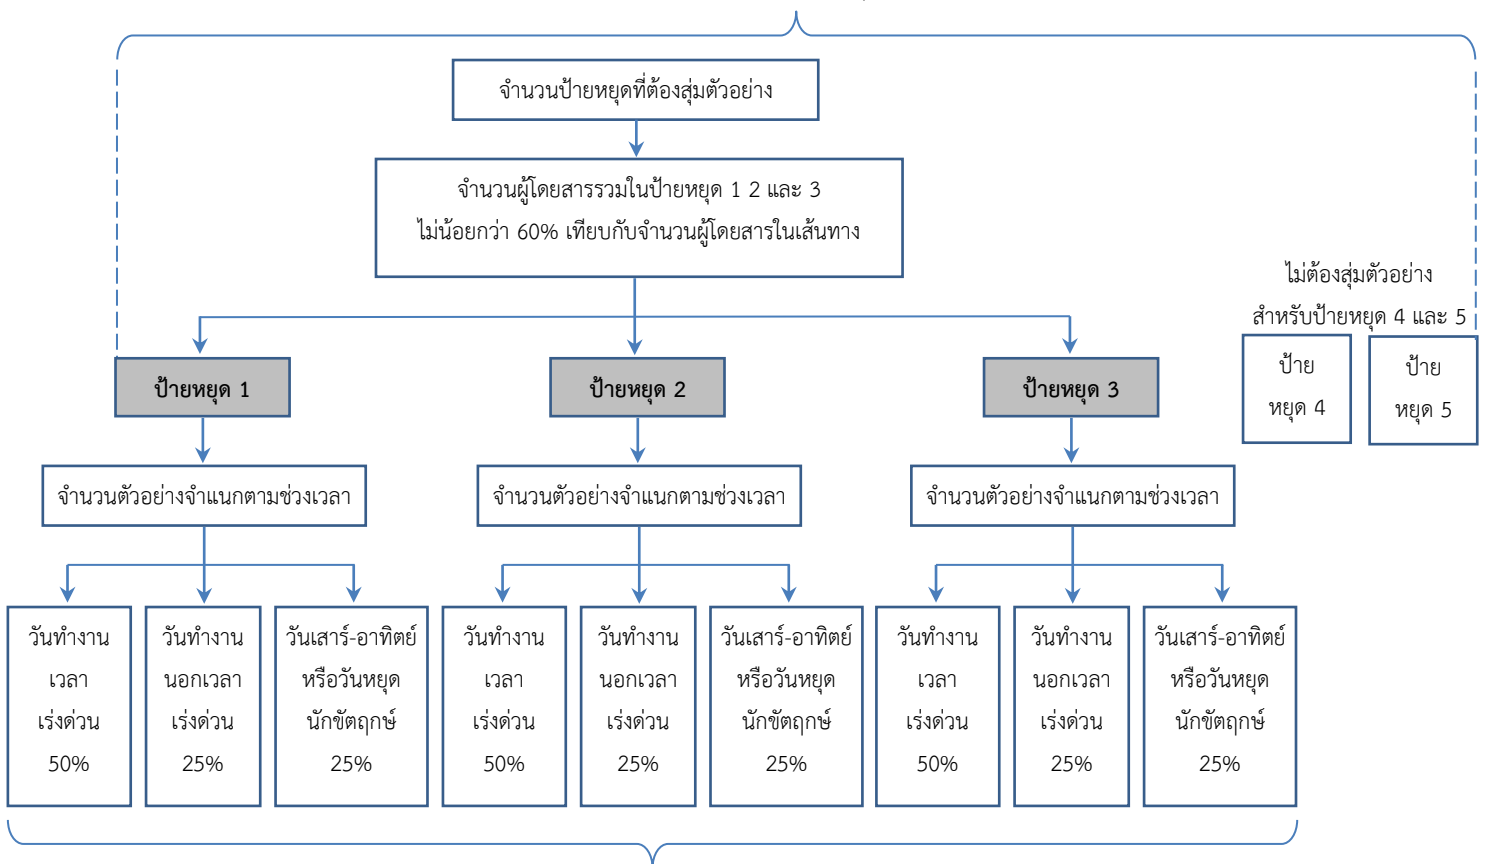 จำนวนป้ายหยุดที่ต้องสุ่มตัวอย่าง
จำนวนผู้โดยสารรวมในป้ายหยุด 1 2 และ 3
ไม่น้อยกว่า 60% เทียบกับจำนวนผู้โดยสารในเส้นทาง
ไม่ต้องสุ่มตัวอย่าง
สำหรับป้ายหยุด 4 และ 5
ป้ายหยุด 1
ป้ายหยุด 2
ป้ายหยุด 3
ป้าย
หยุด 4
ป้าย
หยุด 5
จำนวนตัวอย่างจำแนกตามช่วงเวลา
จำนวนตัวอย่างจำแนกตามช่วงเวลา
จำนวนตัวอย่างจำแนกตามช่วงเวลา
วันทำงาน
เวลา
เร่งด่วน
50%
วันทำงาน
นอกเวลา
เร่งด่วน
25%
วันเสาร์-อาทิตย์
หรือวันหยุด
นักขัตฤกษ์
25%
วันทำงาน
เวลา
เร่งด่วน
50%
วันทำงาน
นอกเวลา
เร่งด่วน
25%
วันเสาร์-อาทิตย์
หรือวันหยุด
นักขัตฤกษ์
25%
วันทำงาน
เวลา
เร่งด่วน
50%
วันทำงาน
นอกเวลา
เร่งด่วน
25%
วันเสาร์-อาทิตย์
หรือวันหยุด
นักขัตฤกษ์
25%